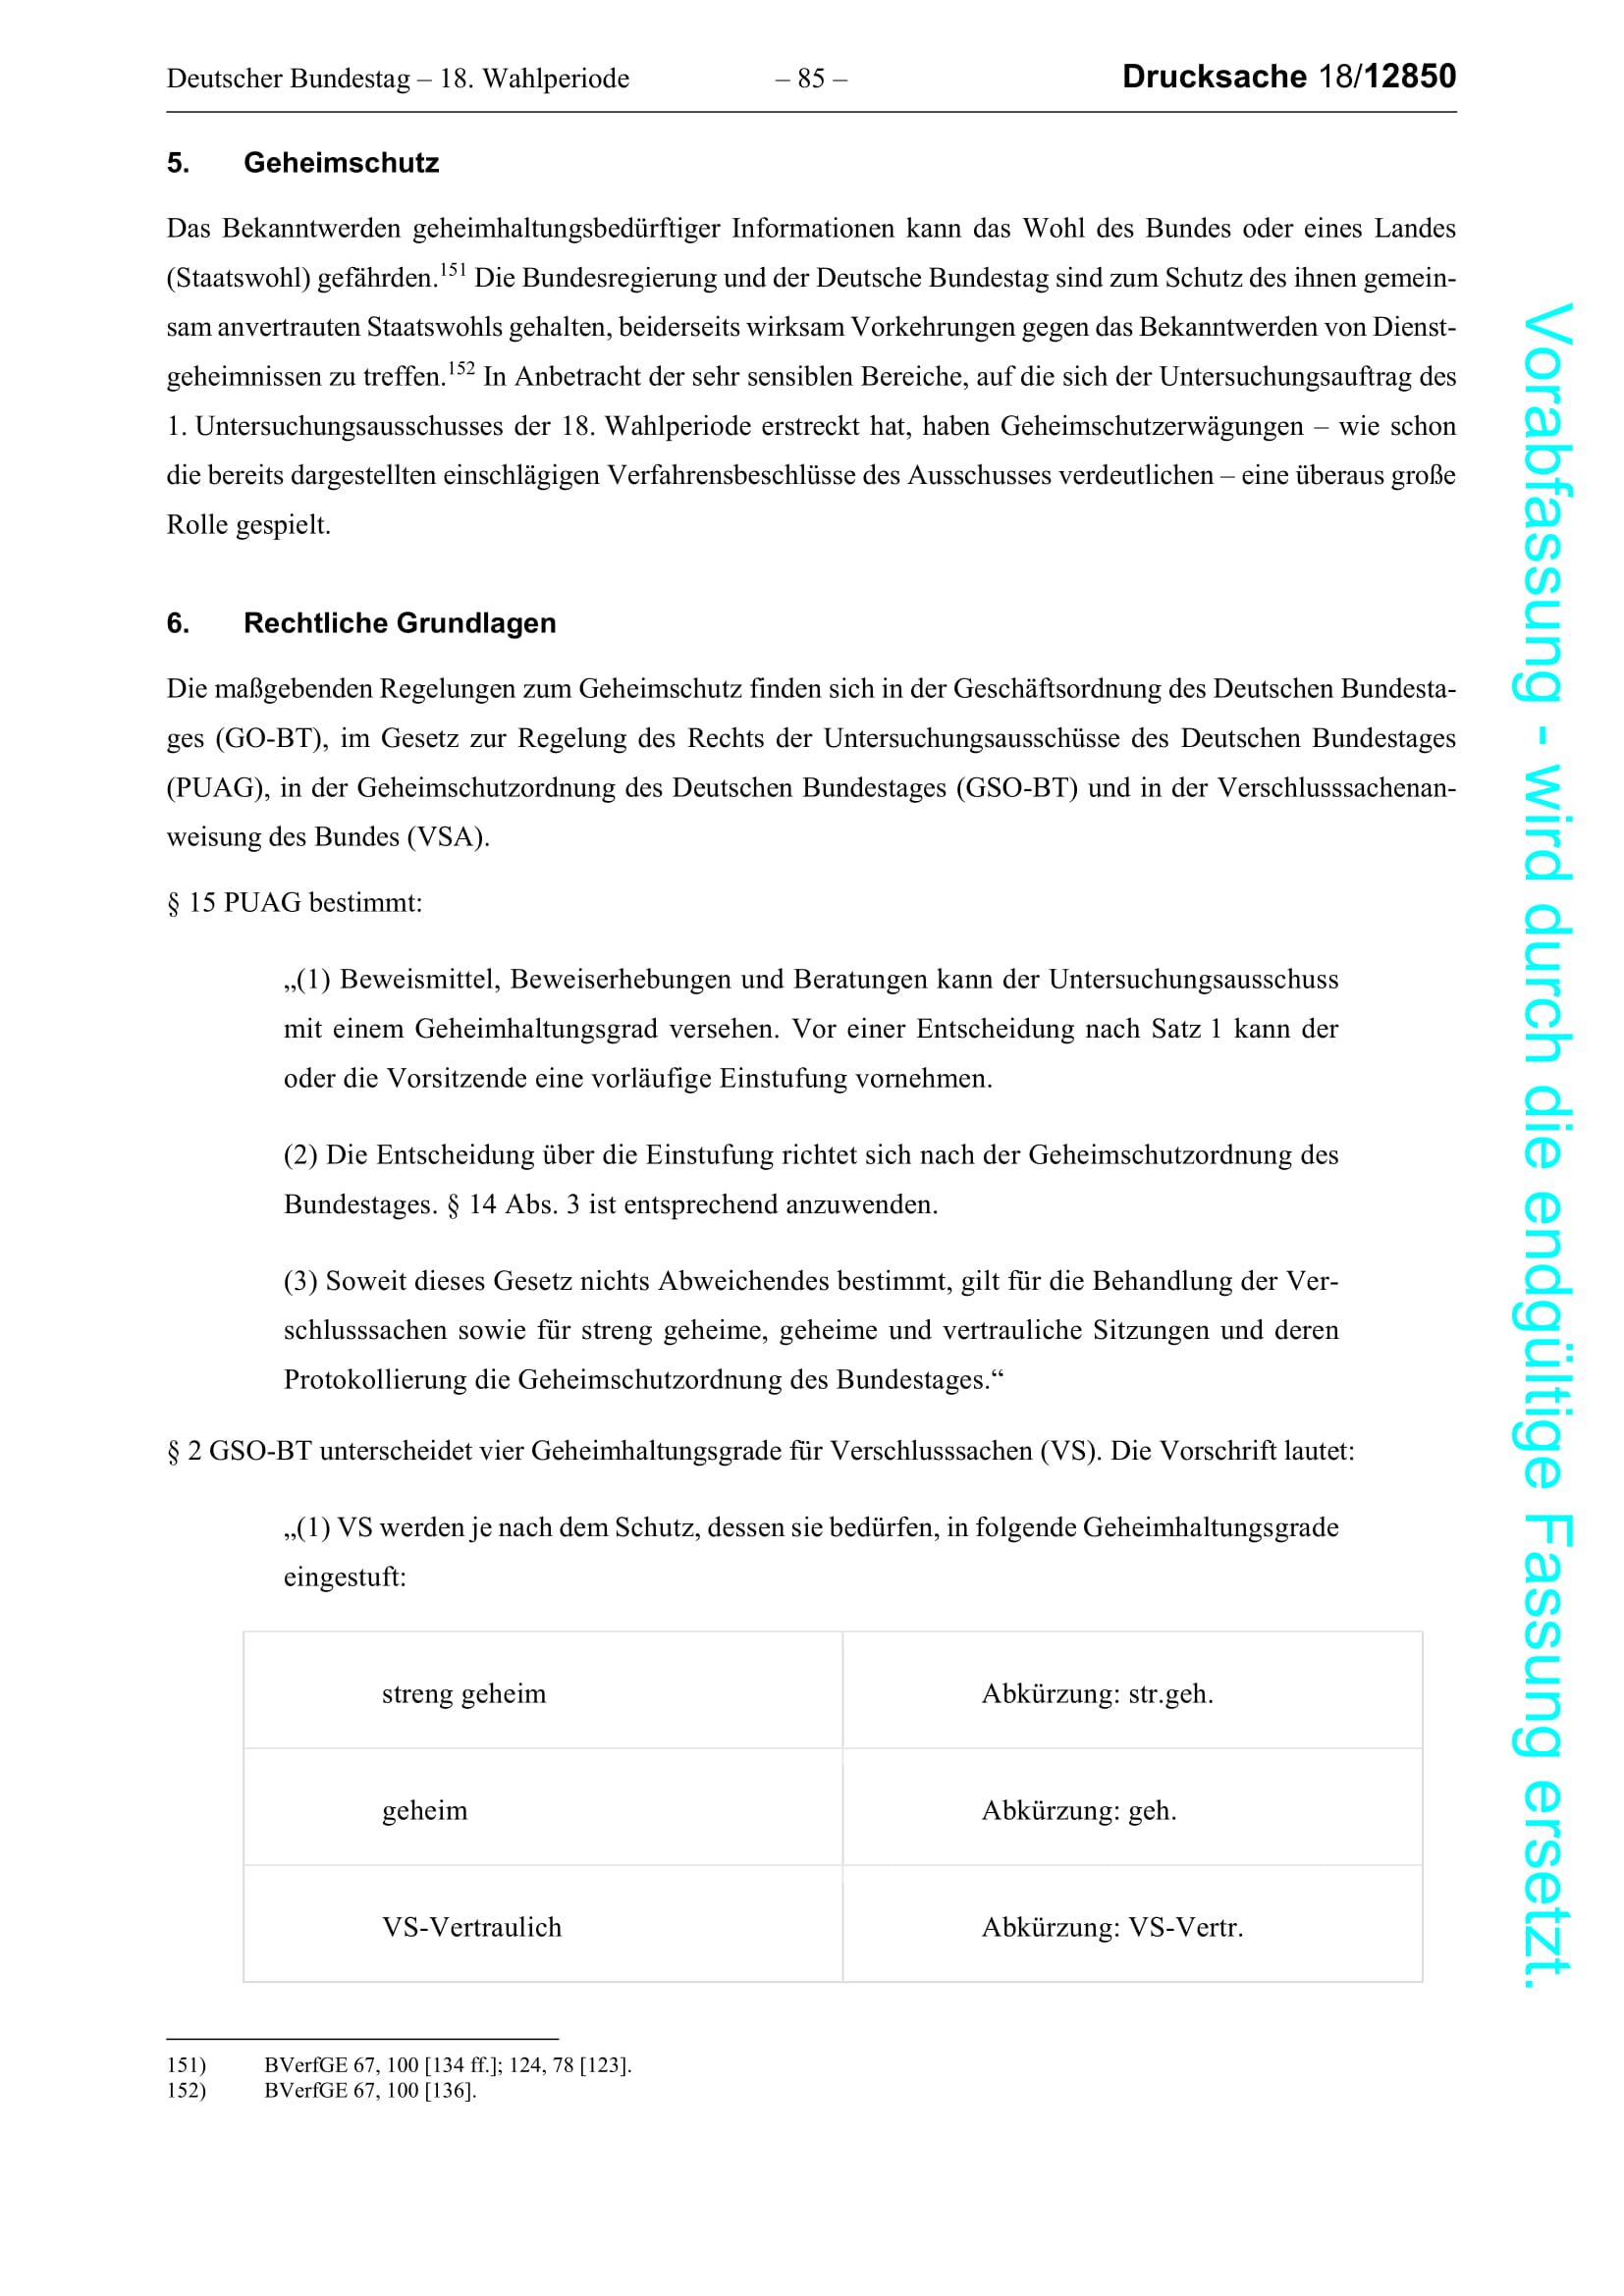 Deutscher Bundestag – 18. Wahlperiode – 85 – Drucksache 18/12850
5. Geheimschutz
Das Bekanntwerden geheimhaltungsbedürftiger Informationen kann das Wohl des Bundes oder eines Landes
(Staatswohl) gefährden.151 Die Bundesregierung und der Deutsche Bundestag sind zum Schutz des ihnen gemein-
sam anvertrauten Staatswohls gehalten, beiderseits wirksam Vorkehrungen gegen das Bekanntwerden von Dienst-
geheimnissen zu treffen.152 In Anbetracht der sehr sensiblen Bereiche, auf die sich der Untersuchungsauftrag des
1. Untersuchungsausschusses der 18. Wahlperiode erstreckt hat, haben Geheimschutzerwägungen – wie schon
die bereits dargestellten einschlägigen Verfahrensbeschlüsse des Ausschusses verdeutlichen – eine überaus große
Rolle gespielt.
6. Rechtliche Grundlagen
Die maßgebenden Regelungen zum Geheimschutz finden sich in der Geschäftsordnung des Deutschen Bundesta-
ges (GO-BT), im Gesetz zur Regelung des Rechts der Untersuchungsausschüsse des Deutschen Bundestages
(PUAG), in der Geheimschutzordnung des Deutschen Bundestages (GSO-BT) und in der Verschlusssachenan-
weisung des Bundes (VSA).
§ 15 PUAG bestimmt:
„(1) Beweismittel, Beweiserhebungen und Beratungen kann der Untersuchungsausschuss
mit einem Geheimhaltungsgrad versehen. Vor einer Entscheidung nach Satz 1 kann der
oder die Vorsitzende eine vorläufige Einstufung vornehmen.
(2) Die Entscheidung über die Einstufung richtet sich nach der Geheimschutzordnung des
Bundestages. § 14 Abs. 3 ist entsprechend anzuwenden.
(3) Soweit dieses Gesetz nichts Abweichendes bestimmt, gilt für die Behandlung der Ver-
schlusssachen sowie für streng geheime, geheime und vertrauliche Sitzungen und deren
Protokollierung die Geheimschutzordnung des Bundestages.“
§ 2 GSO-BT unterscheidet vier Geheimhaltungsgrade für Verschlusssachen (VS). Die Vorschrift lautet:
„(1) VS werden je nach dem Schutz, dessen sie bedürfen, in folgende Geheimhaltungsgrade
eingestuft:
streng geheim Abkürzung: str.geh.
geheim Abkürzung: geh.
VS-Vertraulich Abkürzung: VS-Vertr.
151) BVerfGE 67, 100 [134 ff.]; 124, 78 [123].
152) BVerfGE 67, 100 [136].
Vorabfassung - wird durch die endgültige Fassung ersetzt.